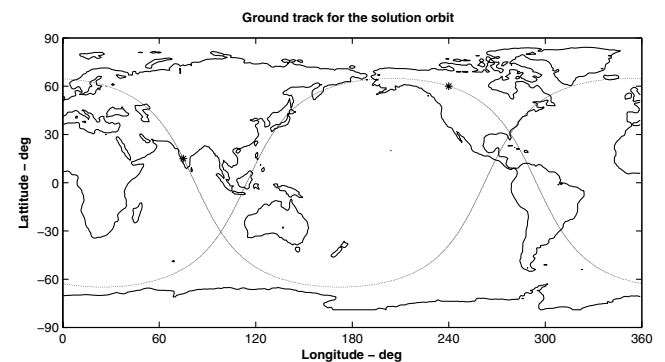 Ground track for the solution orbit
90
60
30
0
−30
−60
−90
Lattitude − deg
0 60 120 180 240 300 360
Longitude − deg